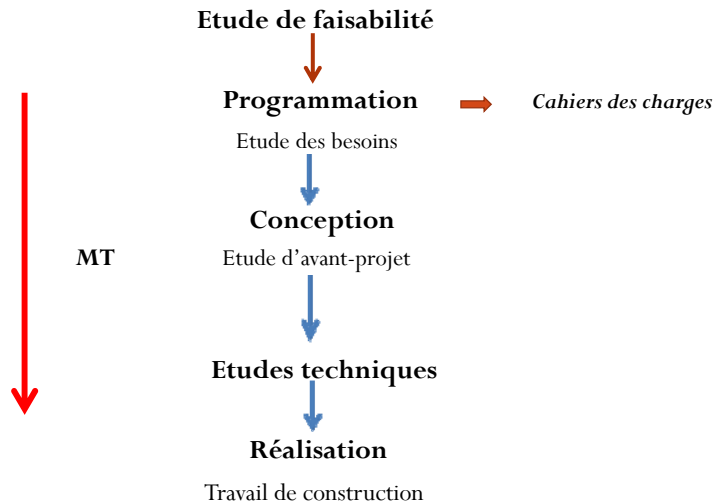 Etude de faisabilité
Programmation
Cahiers des charges
Etude des besoins
Conception
MT
Etude d’avant-projet
Etudes techniques
Réalisation
Travail de construction